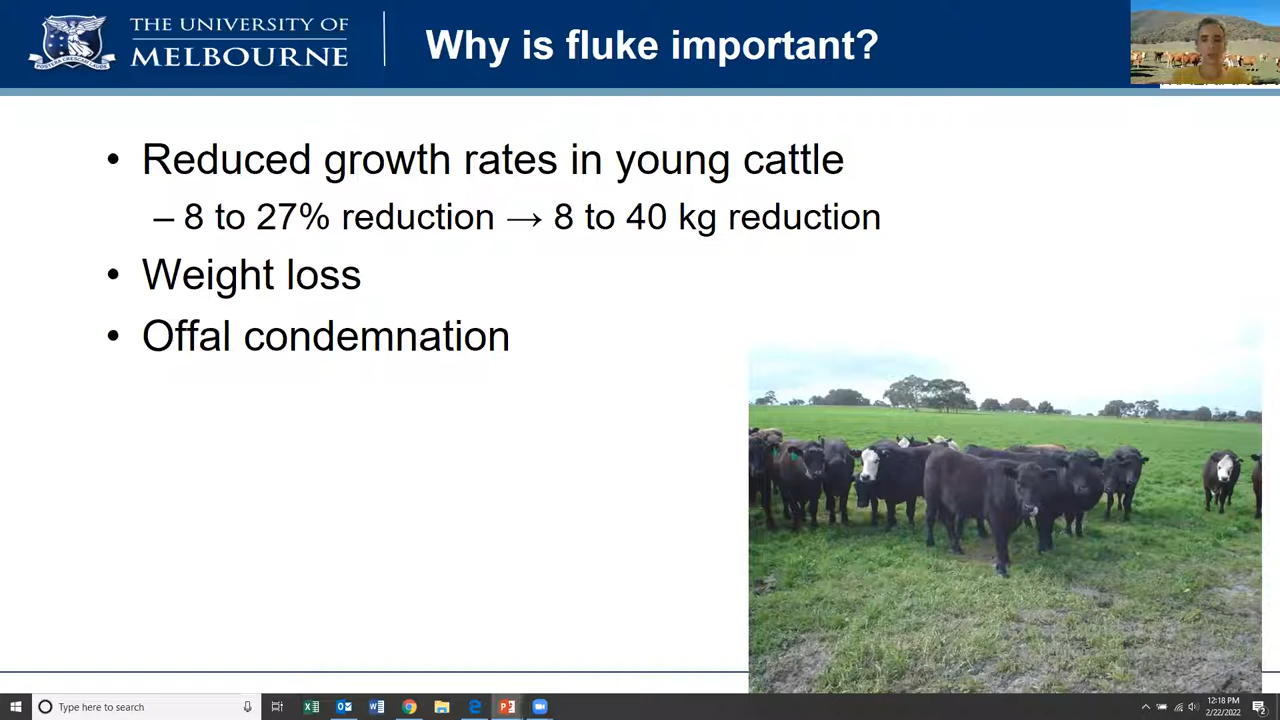 THE UNIVERSITY OF
MELBOURNE
Why is fluke important?
• Reduced growth rates in young cattle
– 8 to 27% reduction → 8 to 40 kg reduction
• Weight loss
• Offal condemnation
Type here to search
12:18 PM
2/22/2022
2